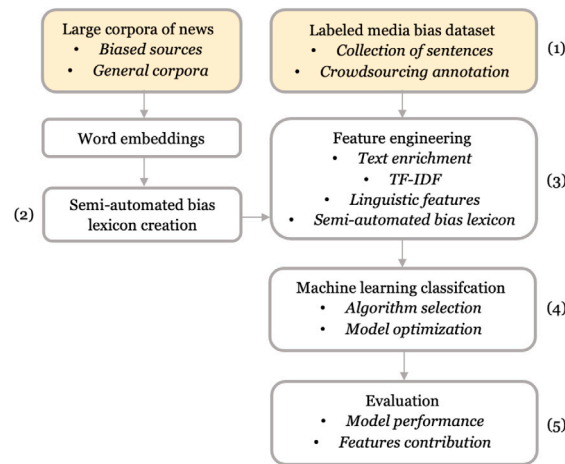 Large corpora of news
• Biased sources
• General corpora
Labeled media bias dataset
• Collection of sentences
• Crowdsourcing annotation
(1)
Word embeddings
Feature engineering
• Text enrichment
• TF-IDF
• Linguistic features
• Semi-automated bias lexicon
(3)
(2)
Semi-automated bias
lexicon creation
Machine learning classifcation
• Algorithm selection
• Model optimization
(4)
Evaluation
• Model performance
• Features contribution
(5)